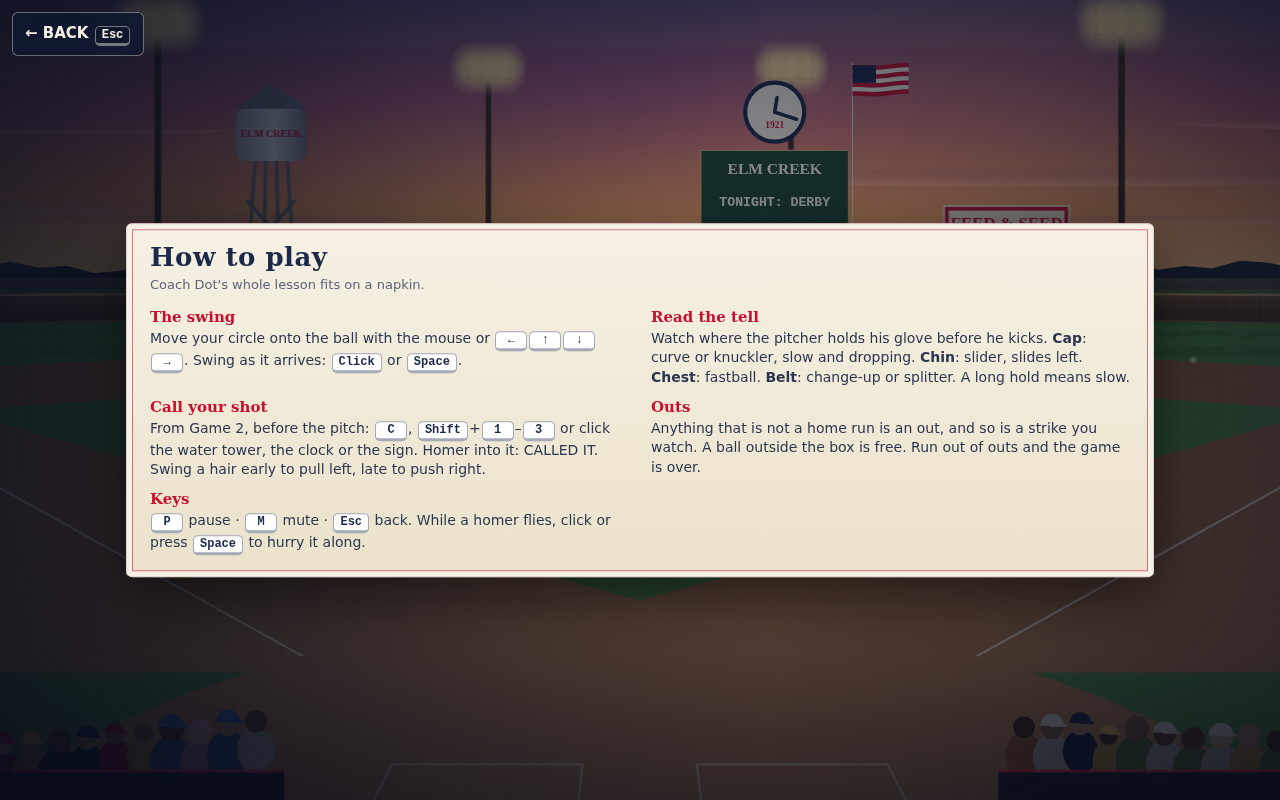 ← BACK Esc
ELM CREEK
1921
ELM CREEK
TONIGHT: DERBY
FEED & SEED
How to play
Coach Dot's whole lesson fits on a napkin.
The swing
Move your circle onto the ball with the mouse or ← ↑ ↓
→. Swing as it arrives: Click or Space.
Read the tell
Watch where the pitcher holds his glove before he kicks. Cap:
curve or knuckler, slow and dropping. Chin: slider, slides left.
Chest: fastball. Belt: change-up or splitter. A long hold means slow.
Call your shot
From Game 2, before the pitch: C, Shift+1–3 or click
the water tower, the clock or the sign. Homer into it: CALLED IT.
Swing a hair early to pull left, late to push right.
Outs
Anything that is not a home run is an out, and so is a strike you
watch. A ball outside the box is free. Run out of outs and the game
is over.
Keys
P pause · M mute · Esc back. While a homer flies, click or
press Space to hurry it along.